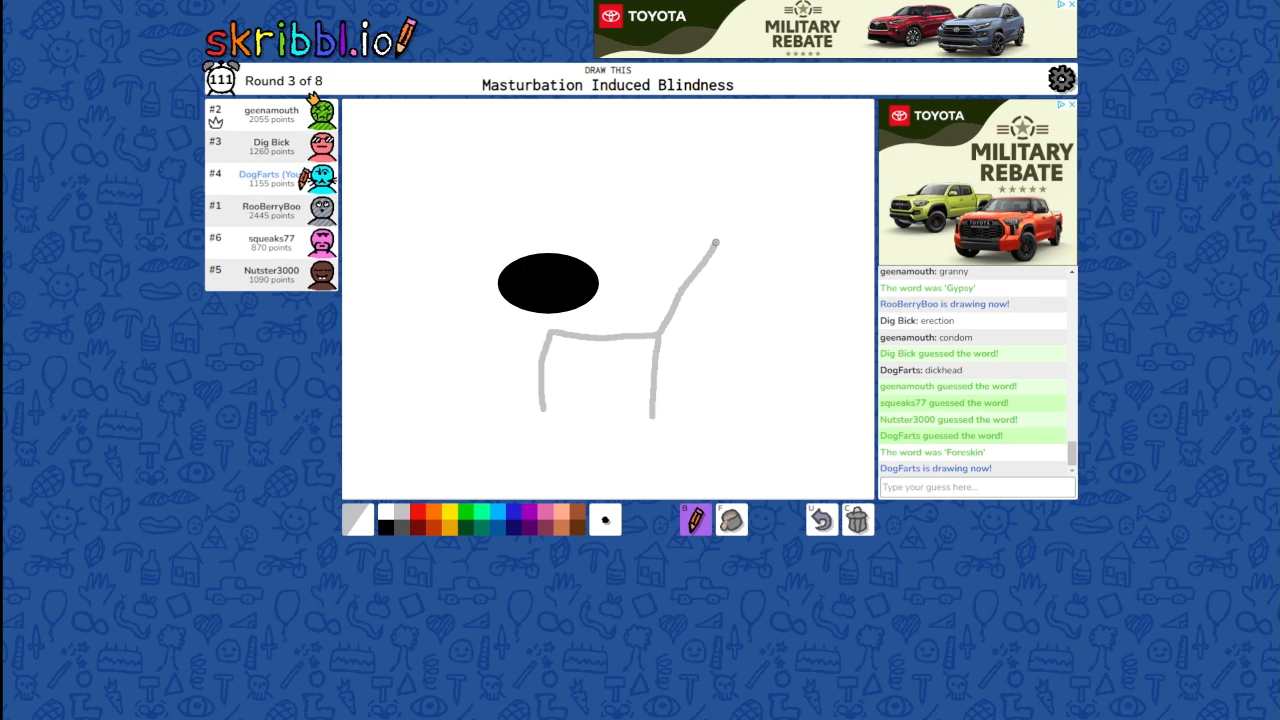 skribbl.io
TOYOTA
MILITARY
REBATE
111
Round 3 of 8
DRAW THIS
Masturbation Induced Blindness
#2
geenamouth
2055 points
#3
Dig Bick
1260 points
#4
DogFarts (You
1155 points
#1
RooBerryBoo
2445 points
#6
squeaks77
870 points
#5
Nutster3000
1090 points
TOYOTA
MILITARY
REBATE
geenamouth: granny
The word was 'Gypsy'
RooBerryBoo is drawing now!
Dig Bick: erection
geenamouth: condom
Dig Bick guessed the word!
DogFarts: dickhead
geenamouth guessed the word!
squeaks77 guessed the word!
Nutster3000 guessed the word!
DogFarts guessed the word!
The word was 'Foreskin'
DogFarts is drawing now!
Type your guess here...
B
F
U
C